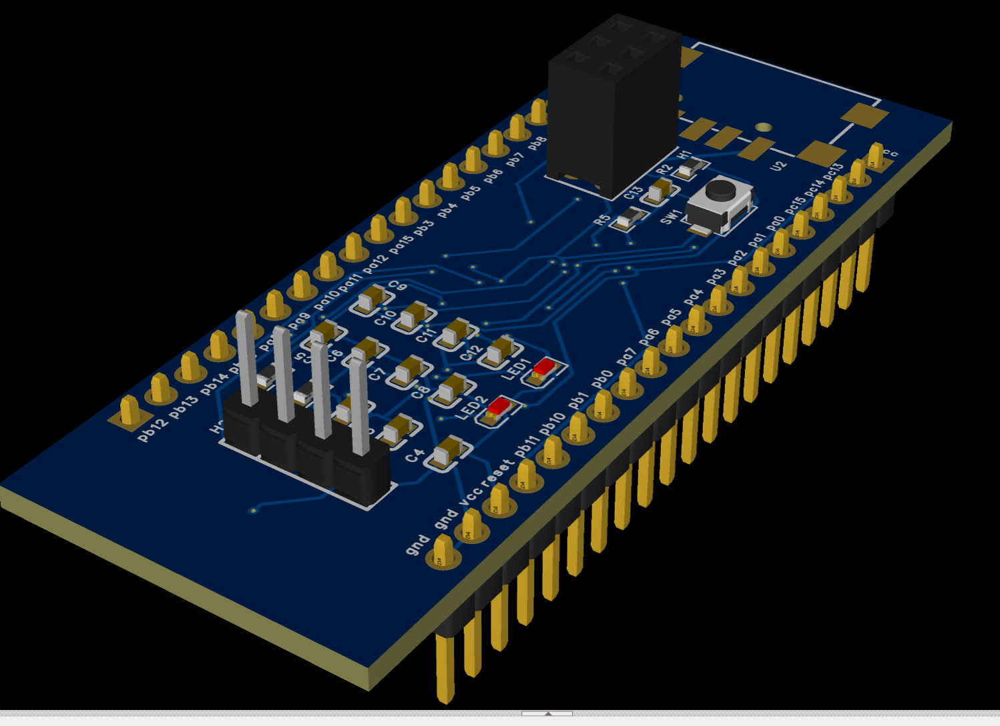 pb8
pb7
pb6
pb5
pb4
pb3
pa15
pa12
pa11
pa10
pa9
pb14
pb13
pb12
H1
R2
C13
R5
SW1
U2
pc13
pc14
pc15
pa0
pa1
pa2
pa3
pa4
pa5
pa6
pa7
pb0
pb1
pb10
pb11
reset
vcc
gnd
gnd
C9
C10
C11
C12
LED1
C6
C7
C8
LED2
C4